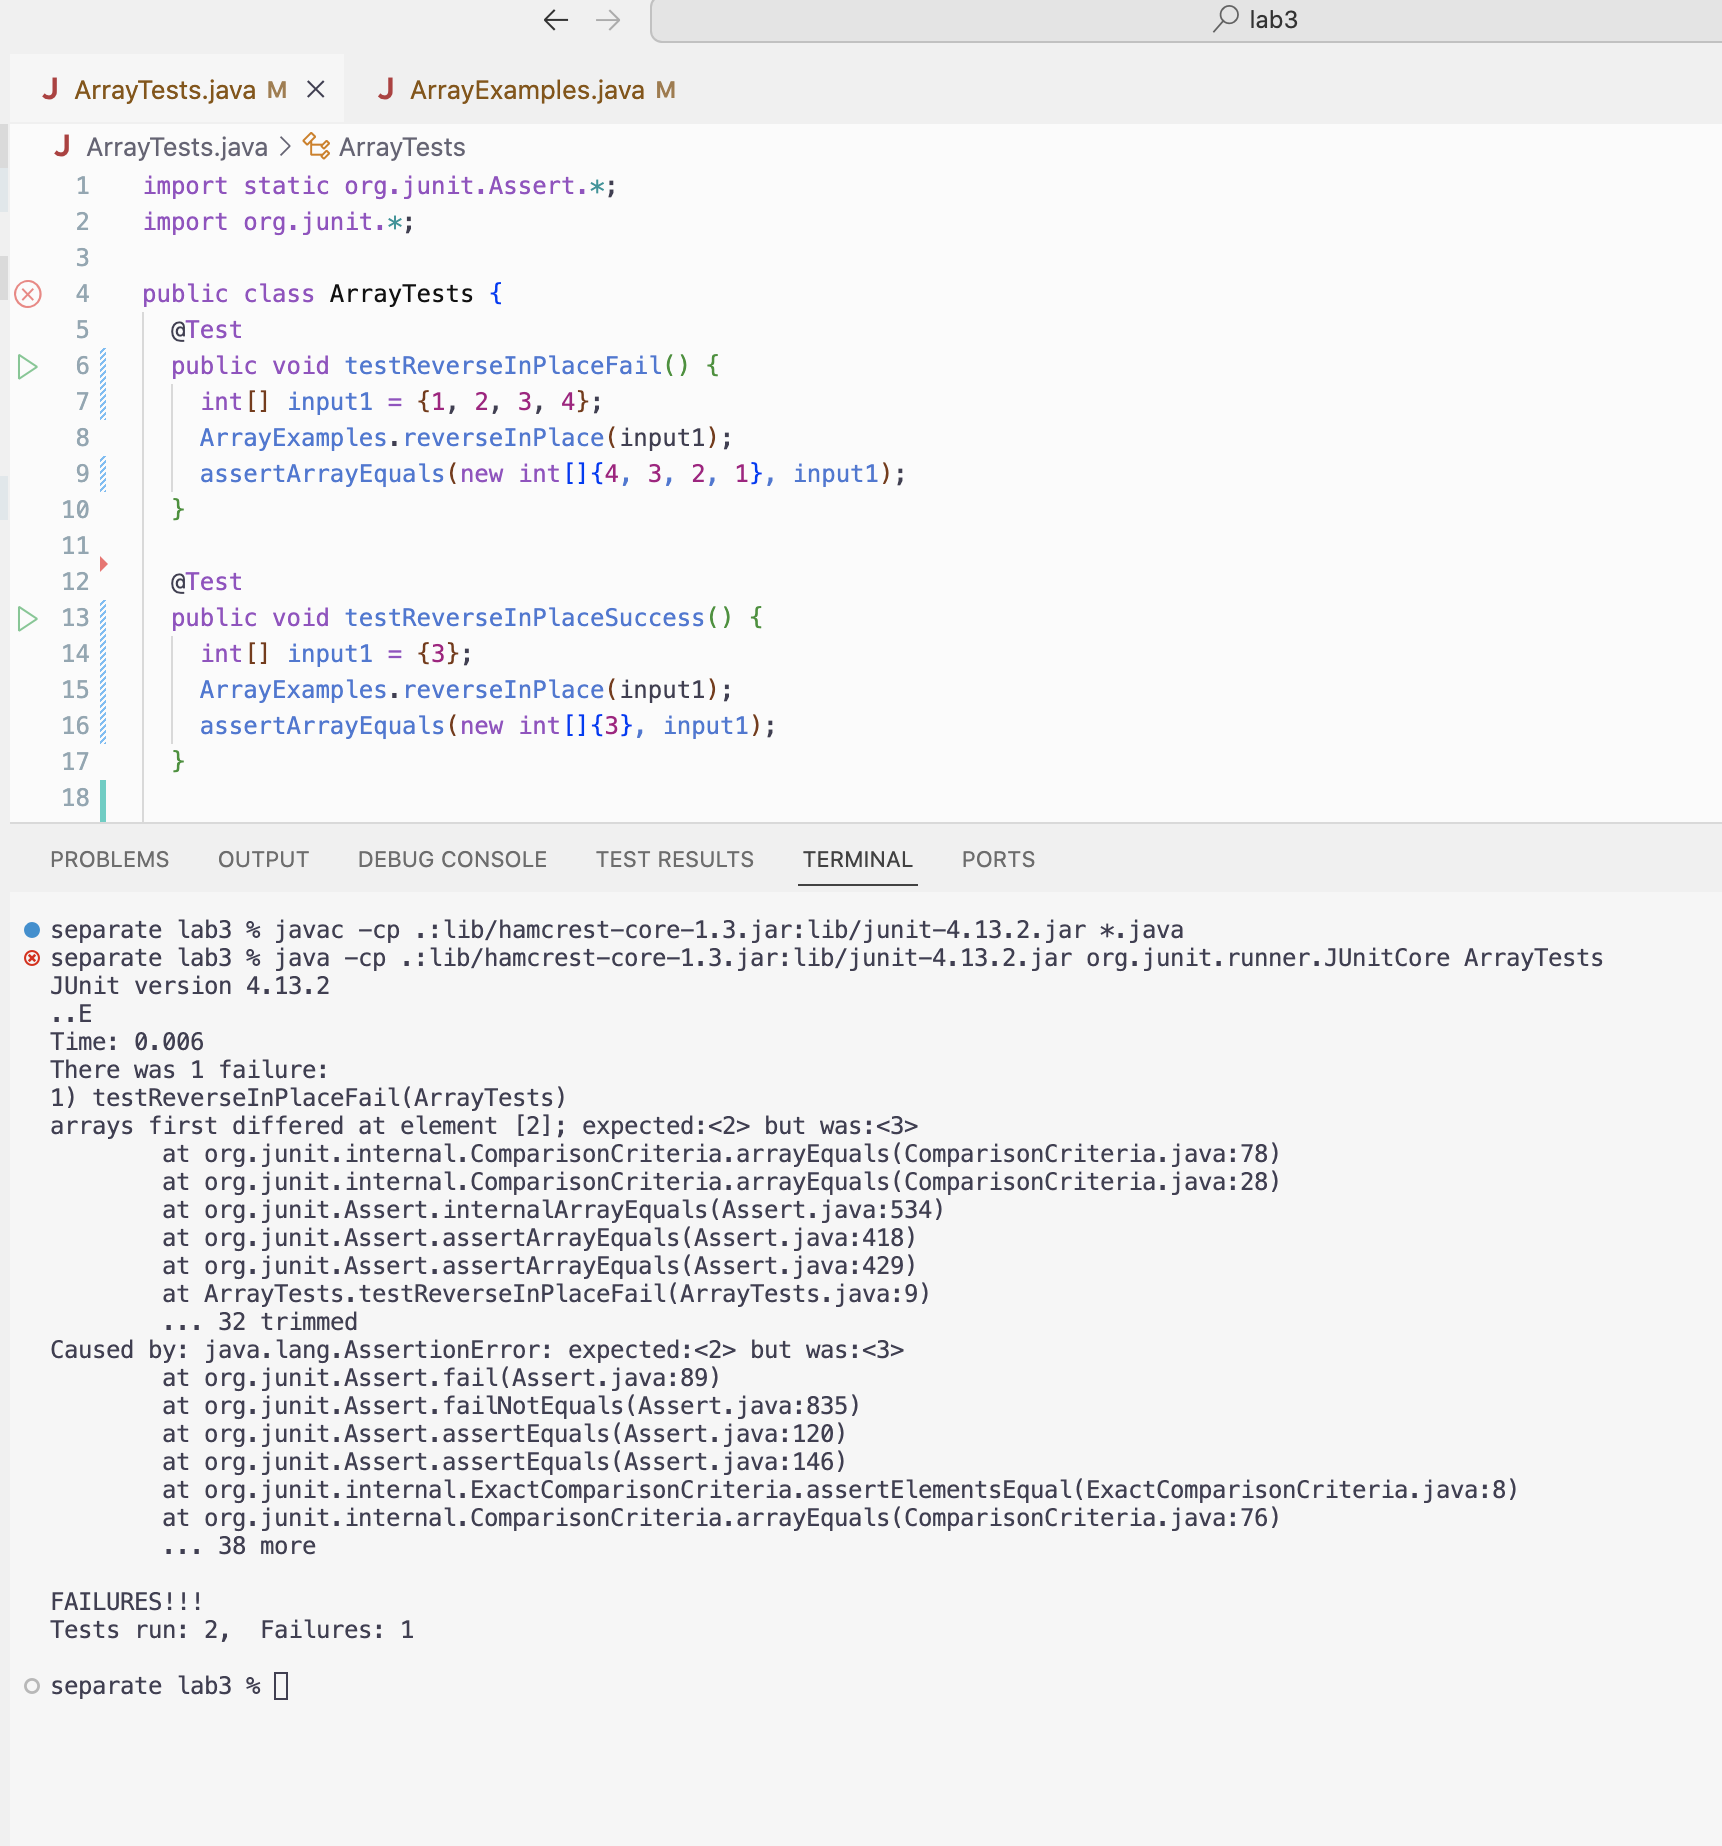 lab3
ArrayTests.java M
ArrayExamples.java M
ArrayTests.java > ArrayTests
1 import static org.junit.Assert.*;
2 import org.junit.*;
3
4 public class ArrayTests {
5 @Test
6 public void testReverseInPlaceFail() {
7 int[] input1 = {1, 2, 3, 4};
8 ArrayExamples.reverseInPlace(input1);
9 assertArrayEquals(new int[]{4, 3, 2, 1}, input1);
10 }
11
12 @Test
13 public void testReverseInPlaceSuccess() {
14 int[] input1 = {3};
15 ArrayExamples.reverseInPlace(input1);
16 assertArrayEquals(new int[]{3}, input1);
17 }
18
PROBLEMS OUTPUT DEBUG CONSOLE TEST RESULTS TERMINAL PORTS
separate lab3 % javac -cp .:lib/hamcrest-core-1.3.jar:lib/junit-4.13.2.jar *.java
separate lab3 % java -cp .:lib/hamcrest-core-1.3.jar:lib/junit-4.13.2.jar org.junit.runner.JUnitCore ArrayTests
JUnit version 4.13.2
..E
Time: 0.006
There was 1 failure:
1) testReverseInPlaceFail(ArrayTests)
arrays first differed at element [2]; expected:<2> but was:<3>
at org.junit.internal.ComparisonCriteria.arrayEquals(ComparisonCriteria.java:78)
at org.junit.internal.ComparisonCriteria.arrayEquals(ComparisonCriteria.java:28)
at org.junit.Assert.internalArrayEquals(Assert.java:534)
at org.junit.Assert.assertArrayEquals(Assert.java:418)
at org.junit.Assert.assertArrayEquals(Assert.java:429)
at ArrayTests.testReverseInPlaceFail(ArrayTests.java:9)
... 32 trimmed
Caused by: java.lang.AssertionError: expected:<2> but was:<3>
at org.junit.Assert.fail(Assert.java:89)
at org.junit.Assert.failNotEquals(Assert.java:835)
at org.junit.Assert.assertEquals(Assert.java:120)
at org.junit.Assert.assertEquals(Assert.java:146)
at org.junit.internal.ExactComparisonCriteria.assertElementsEqual(ExactComparisonCriteria.java:8)
at org.junit.internal.ComparisonCriteria.arrayEquals(ComparisonCriteria.java:76)
... 38 more
FAILURES!!!
Tests run: 2,  Failures: 1
separate lab3 %